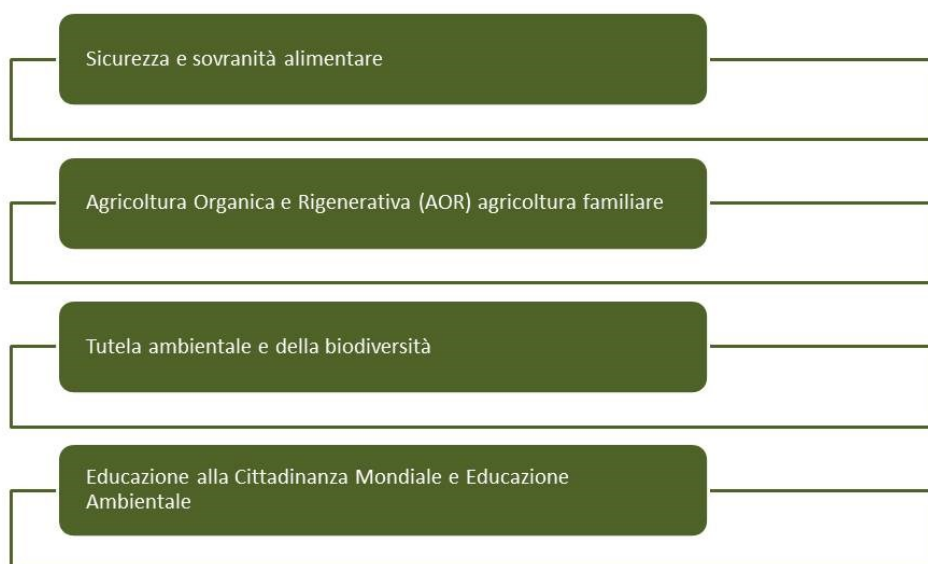 Sicurezza e sovranità alimentare
Agricoltura Organica e Rigenerativa (AOR) agricoltura familiare
Tutela ambientale e della biodiversità
Educazione alla Cittadinanza Mondiale e Educazione
Ambientale